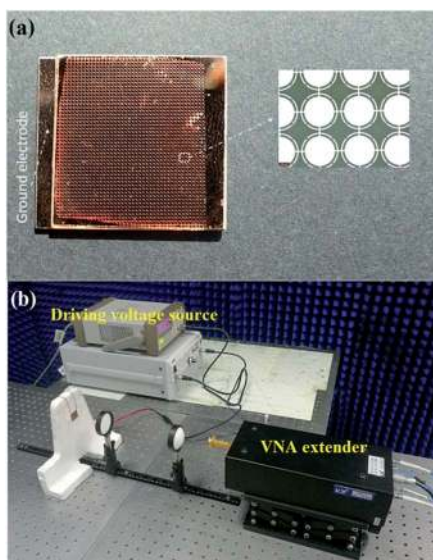 (a)
Ground electrode
(b)
Driving voltage source
VNA extender